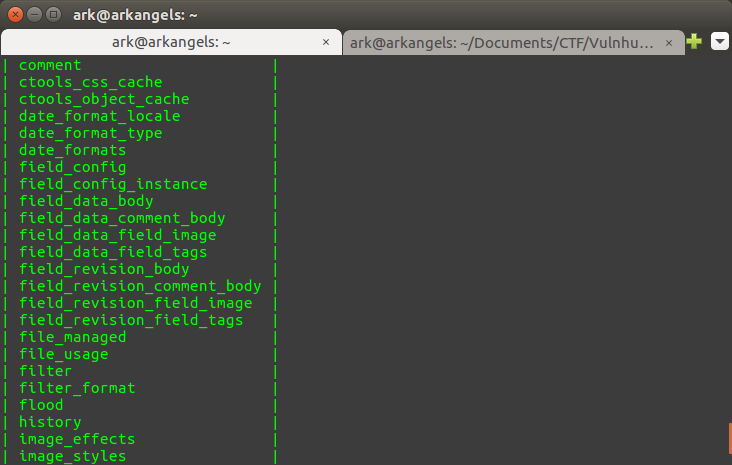 ark@arkangels: ~
ark@arkangels: ~ × ark@arkangels: ~/Documents/CTF/Vulnhu... ×
| comment |
| ctools_css_cache |
| ctools_object_cache |
| date_format_locale |
| date_format_type |
| date_formats |
| field_config |
| field_config_instance |
| field_data_body |
| field_data_comment_body |
| field_data_field_image |
| field_data_field_tags |
| field_revision_body |
| field_revision_comment_body |
| field_revision_field_image |
| field_revision_field_tags |
| file_managed |
| file_usage |
| filter |
| filter_format |
| flood |
| history |
| image_effects |
| image_styles |